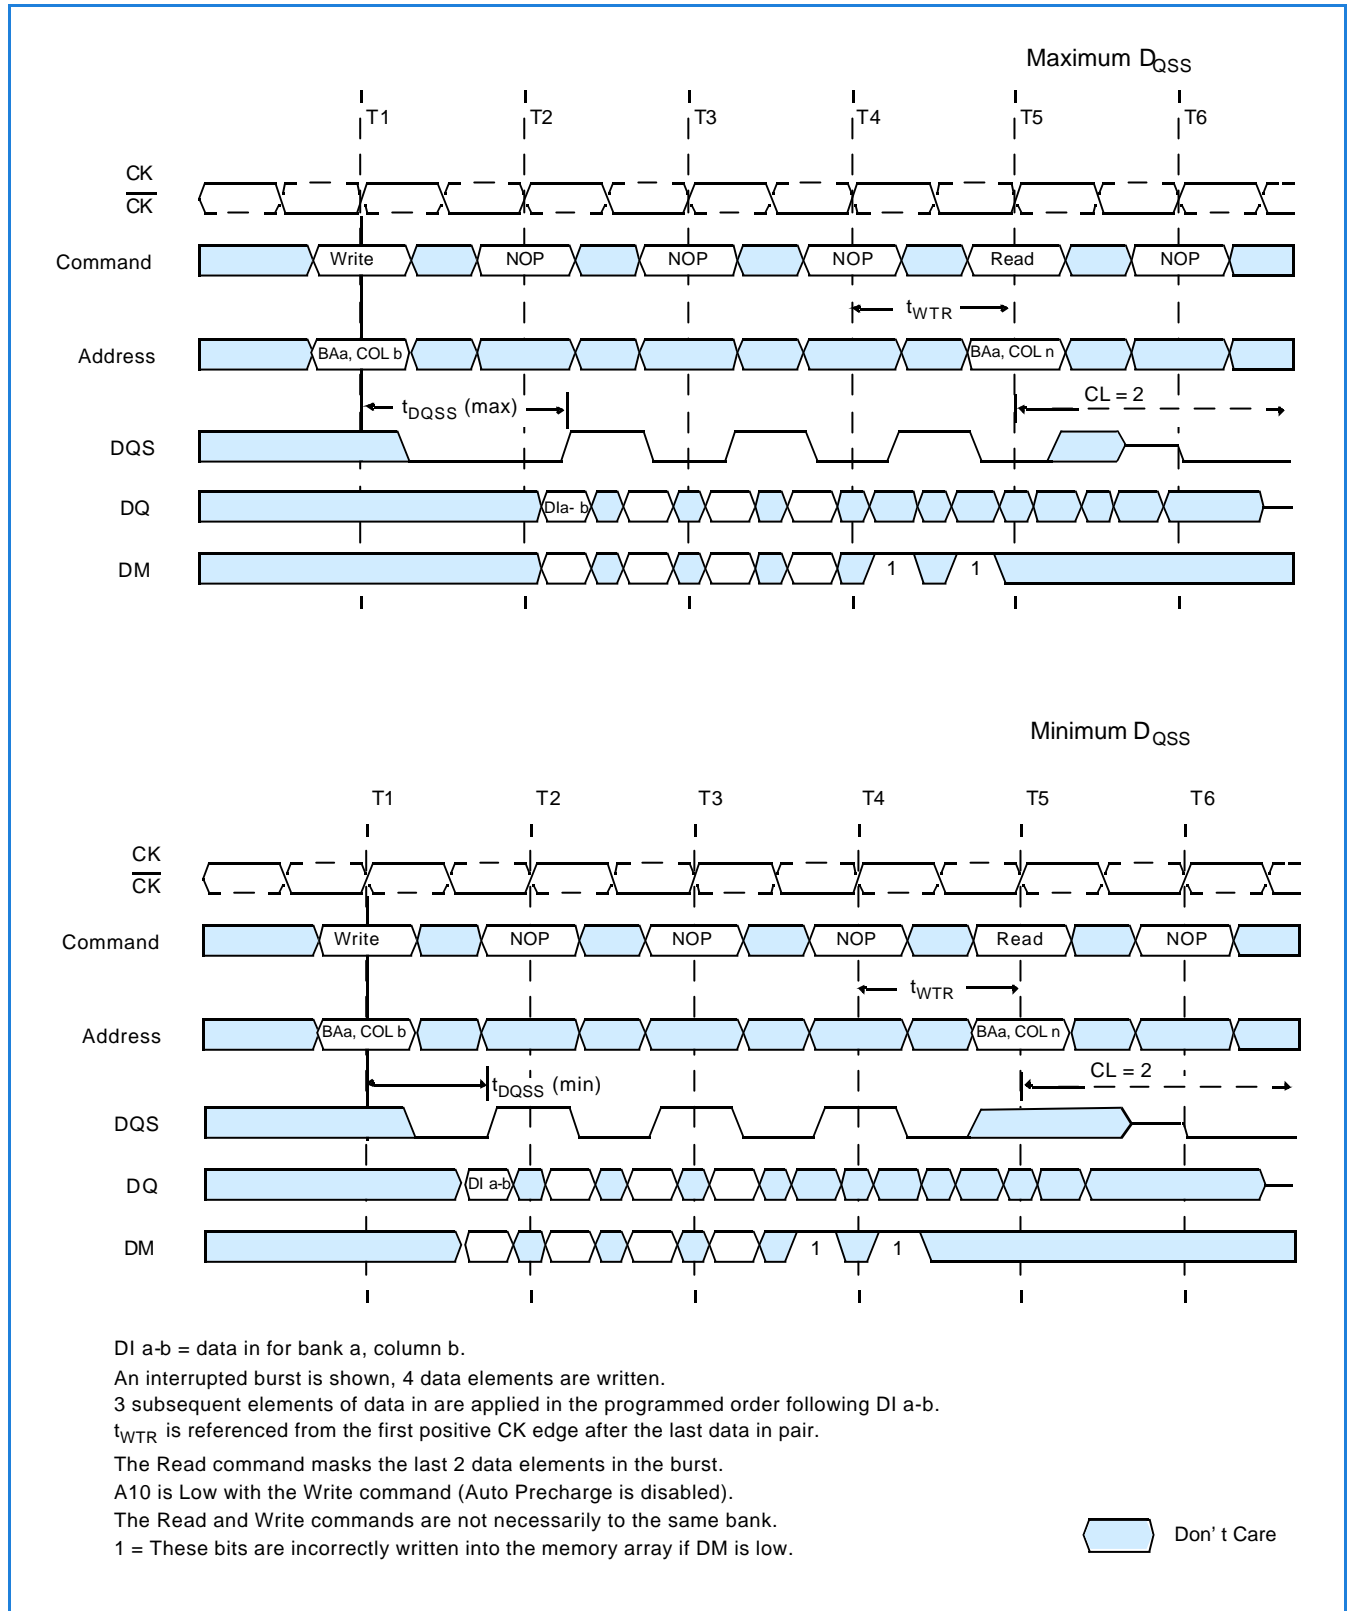 Maximum DQSS
T1 T2 T3 T4 T5 T6
CK
CK
Command Write NOP NOP NOP Read NOP
tWTR
Address BAa, COL b BAa, COL n
tDQSS (max) CL = 2
DQS
DQ DIa- b
DM 1 1
Minimum DQSS
T1 T2 T3 T4 T5 T6
CK
CK
Command Write NOP NOP NOP Read NOP
tWTR
Address BAa, COL b BAa, COL n
tDQSS (min) CL = 2
DQS
DQ DI a-b
DM 1 1
DI a-b = data in for bank a, column b.
An interrupted burst is shown, 4 data elements are written.
3 subsequent elements of data in are applied in the programmed order following DI a-b.
tWTR is referenced from the first positive CK edge after the last data in pair.
The Read command masks the last 2 data elements in the burst.
A10 is Low with the Write command (Auto Precharge is disabled).
The Read and Write commands are not necessarily to the same bank.
1 = These bits are incorrectly written into the memory array if DM is low.
Don' t Care